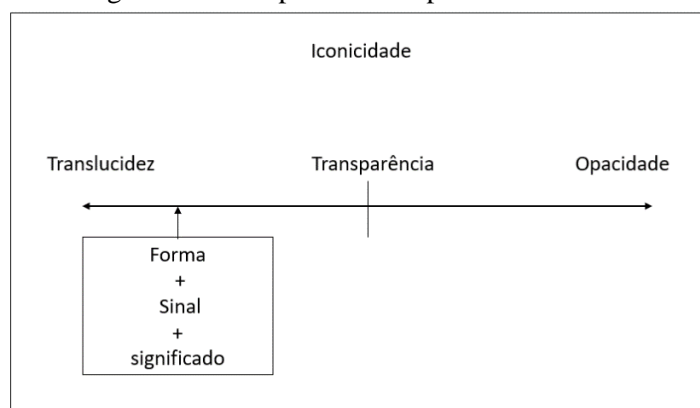 Iconicidade
Translucidez Transparência Opacidade
Forma
+
Sinal
+
significado